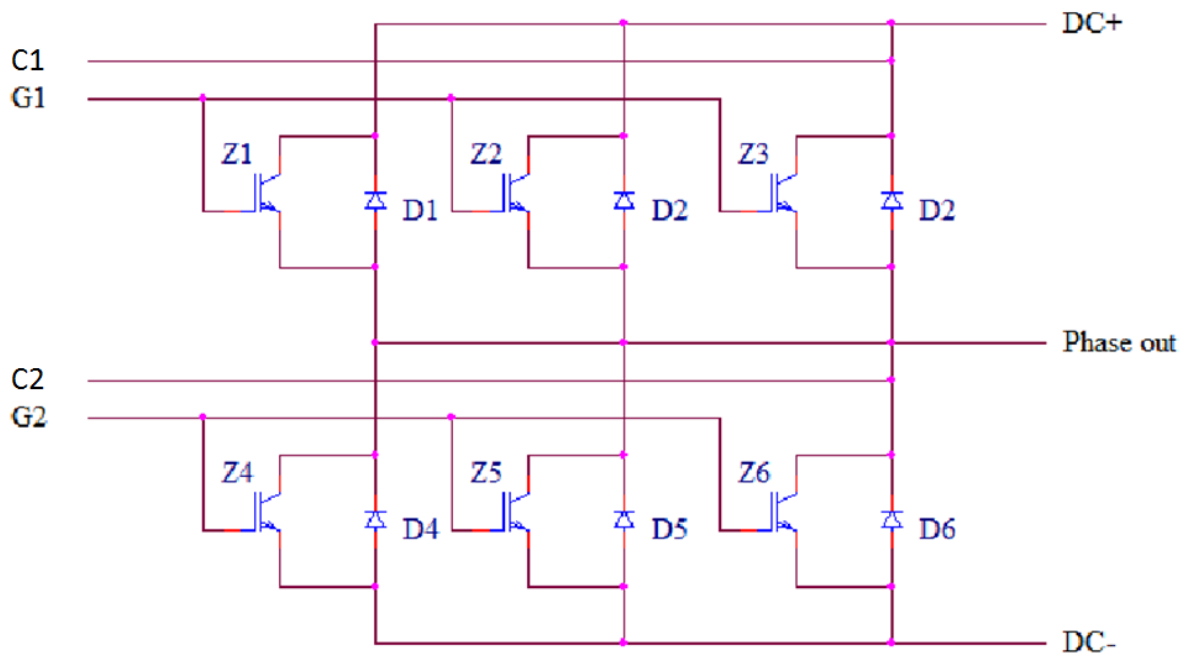 DC+
C1
G1
Z1 Z2 Z3
D1 D2 D2
Phase out
C2
G2
Z4 Z5 Z6
D4 D5 D6
DC-